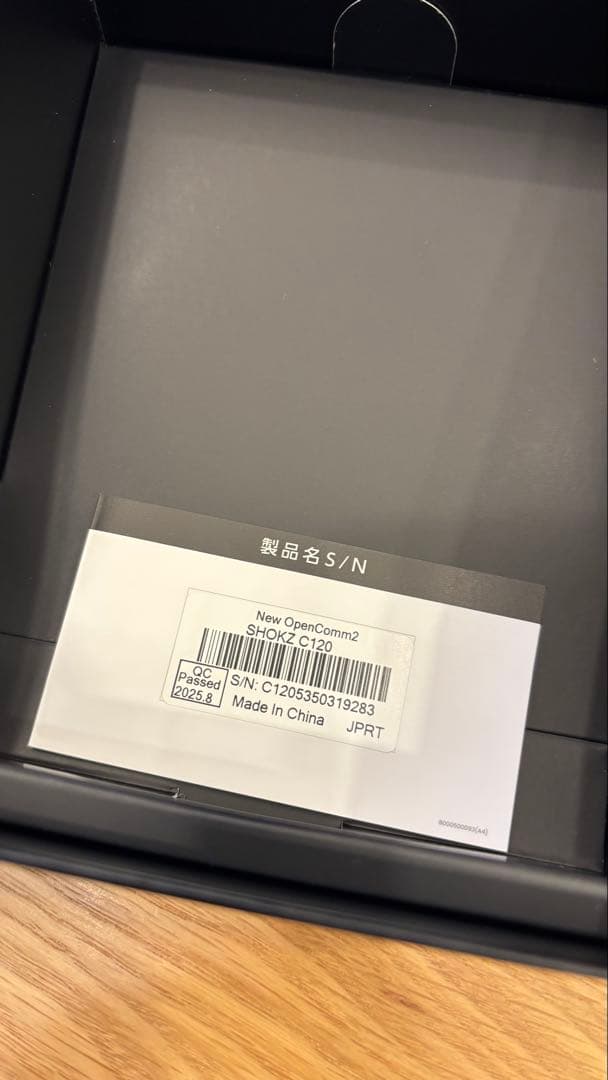 製品名S/N
New OpenComm2
SHOKZ C120
QC
Passed
2025.8
S/N: C1205350319283
Made In China
JPRT